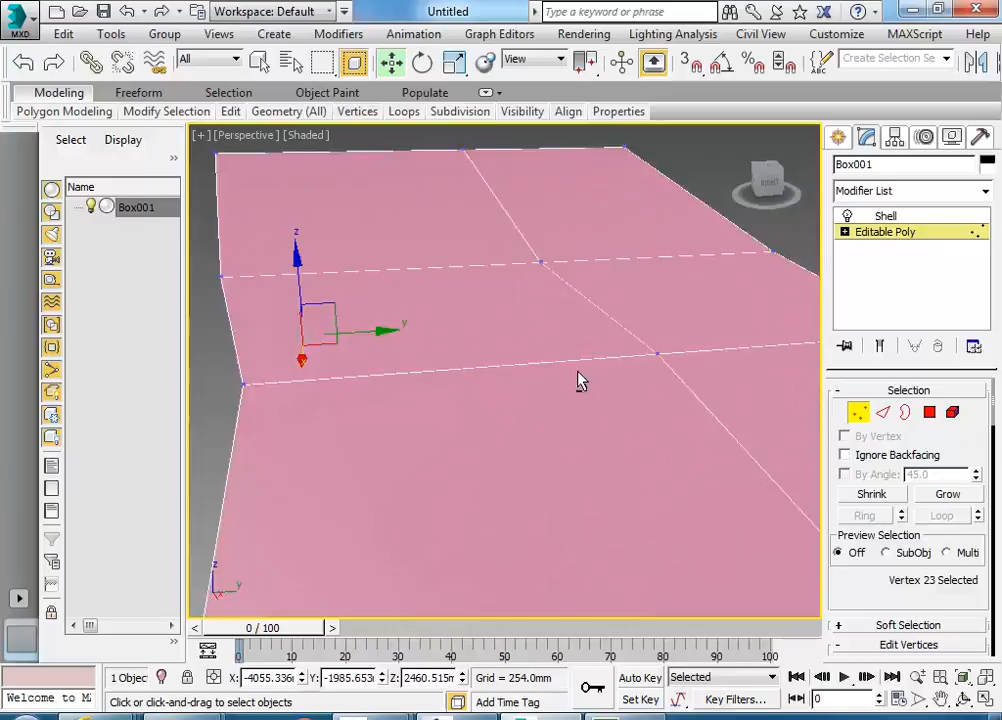 MXD
Workspace: Default
Untitled
Type a keyword or phrase
Edit Tools Group Views Create Modifiers Animation Graph Editors Rendering Lighting Analysis Civil View Customize MAXScript Help
All
View
3
Create Selection Se
Modeling Freeform Selection Object Paint Populate
Polygon Modeling Modify Selection Edit Geometry (All) Vertices Loops Subdivision Visibility Align Properties
Select Display
[+] [Perspective] [Shaded]
Name
Box001
Box001
Modifier List
Shell
Editable Poly
z
y
z
y
x
Selection
By Vertex
Ignore Backfacing
By Angle: 45.0
Shrink Grow
Ring Loop
Preview Selection
Off SubObj Multi
Vertex 23 Selected
Soft Selection
Edit Vertices
0 / 100
0 10 20 30 40 50 60 70 80 90 100
1 Object X: -4055.336 Y: -1985.653 Z: 2460.515m Grid = 254.0mm
Auto Key Selected
Welcome to M
Click or click-and-drag to select objects
Add Time Tag
Set Key Key Filters...
0